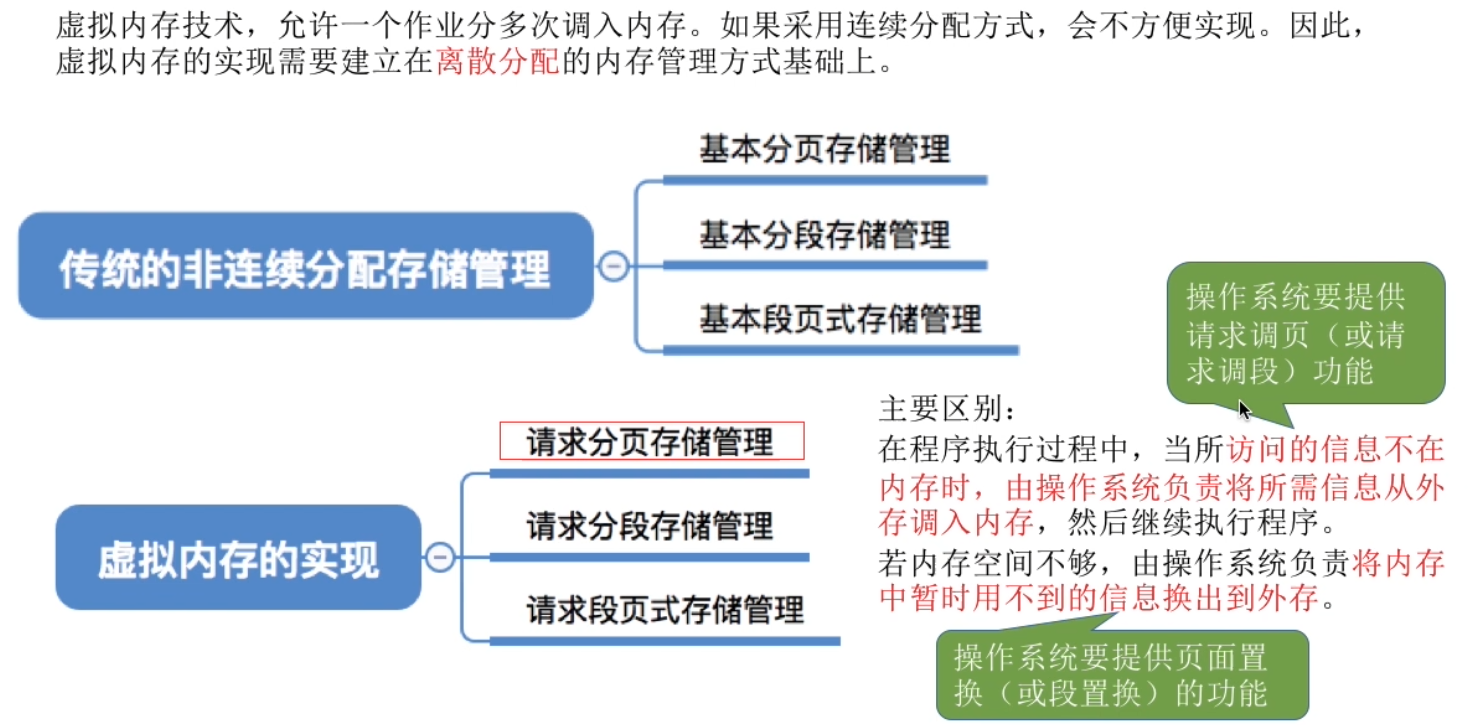 虚拟内存技术，允许一个作业分多次调入内存。如果采用连续分配方式，会不方便实现。因此，
虚拟内存的实现需要建立在离散分配的内存管理方式基础上。
基本分页存储管理
传统的非连续分配存储管理
基本分段存储管理
基本段页式存储管理
操作系统要提供
请求调页（或请
求调段）功能
请求分页存储管理
虚拟内存的实现
请求分段存储管理
请求段页式存储管理
主要区别：
在程序执行过程中，当所访问的信息不在
内存时，由操作系统负责将所需信息从外
存调入内存，然后继续执行程序。
若内存空间不够，由操作系统负责将内存
中暂时用不到的信息换出到外存。
操作系统要提供页面置
换（或段置换）的功能